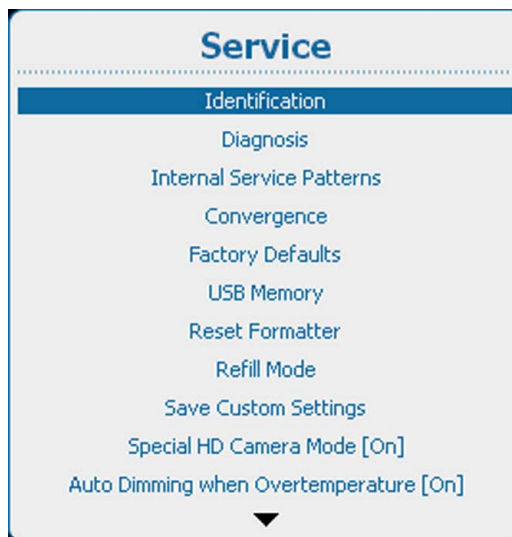 Service
Identification
Diagnosis
Internal Service Patterns
Convergence
Factory Defaults
USB Memory
Reset Formatter
Refill Mode
Save Custom Settings
Special HD Camera Mode [On]
Auto Dimming when Overtemperature [On]